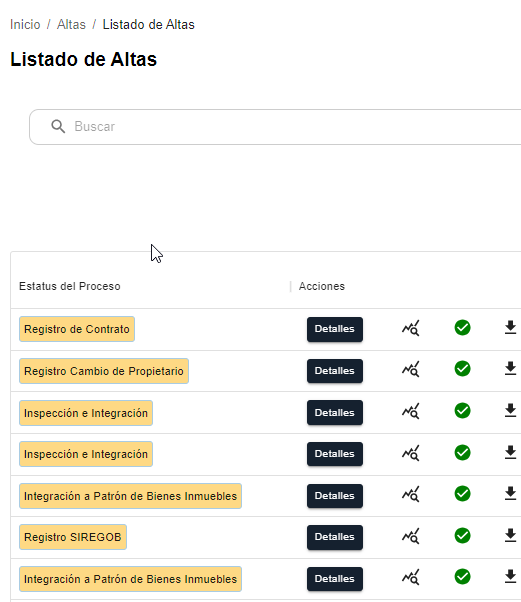 Inicio / Altas / Listado de Altas
Listado de Altas
Buscar
Estatus del Proceso Acciones
Registro de Contrato Detalles
Registro Cambio de Propietario Detalles
Inspección e Integración Detalles
Inspección e Integración Detalles
Integración a Patrón de Bienes Inmuebles Detalles
Registro SIREGOB Detalles
Integración a Patrón de Bienes Inmuebles Detalles